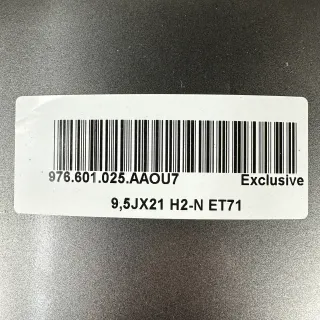 976.601.025.AAOU7 Exclusive
9,5JX21 H2-N ET71